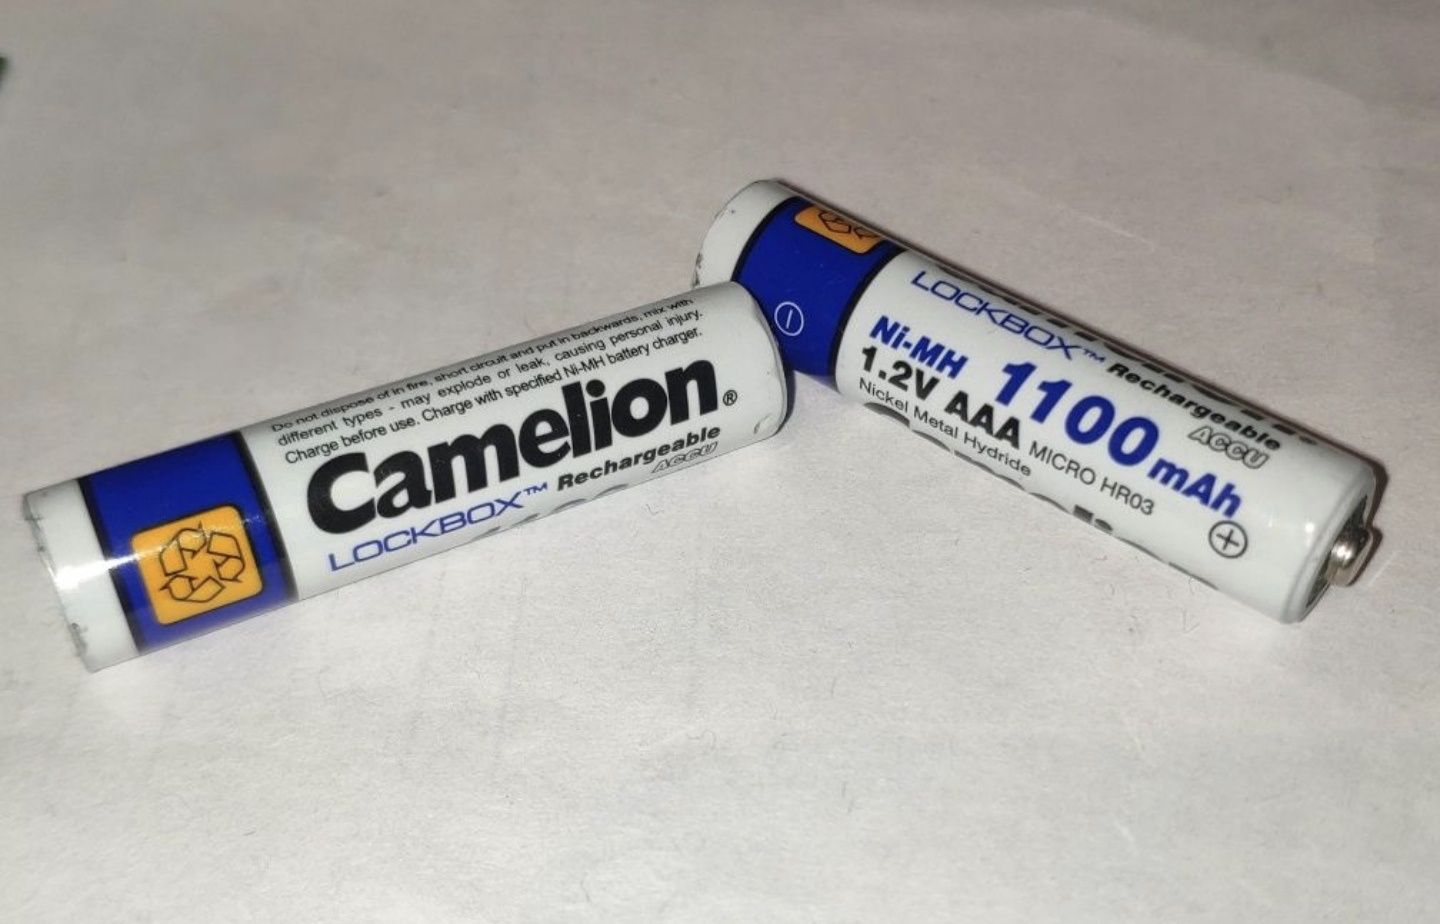 Do not dispose of in fire, short circuit and put in backwards, mix with
different types - may explode or leak, causing personal injury.
Charge before use. Charge with specified Ni-MH battery charger.
Camelion®
LOCKBOX™ Rechargeable
ACCU
LOCKBOX™ Rechargeable
ACCU
Ni-MH 1100 mAh
1.2V AAA MICRO HR03
Nickel Metal Hydride